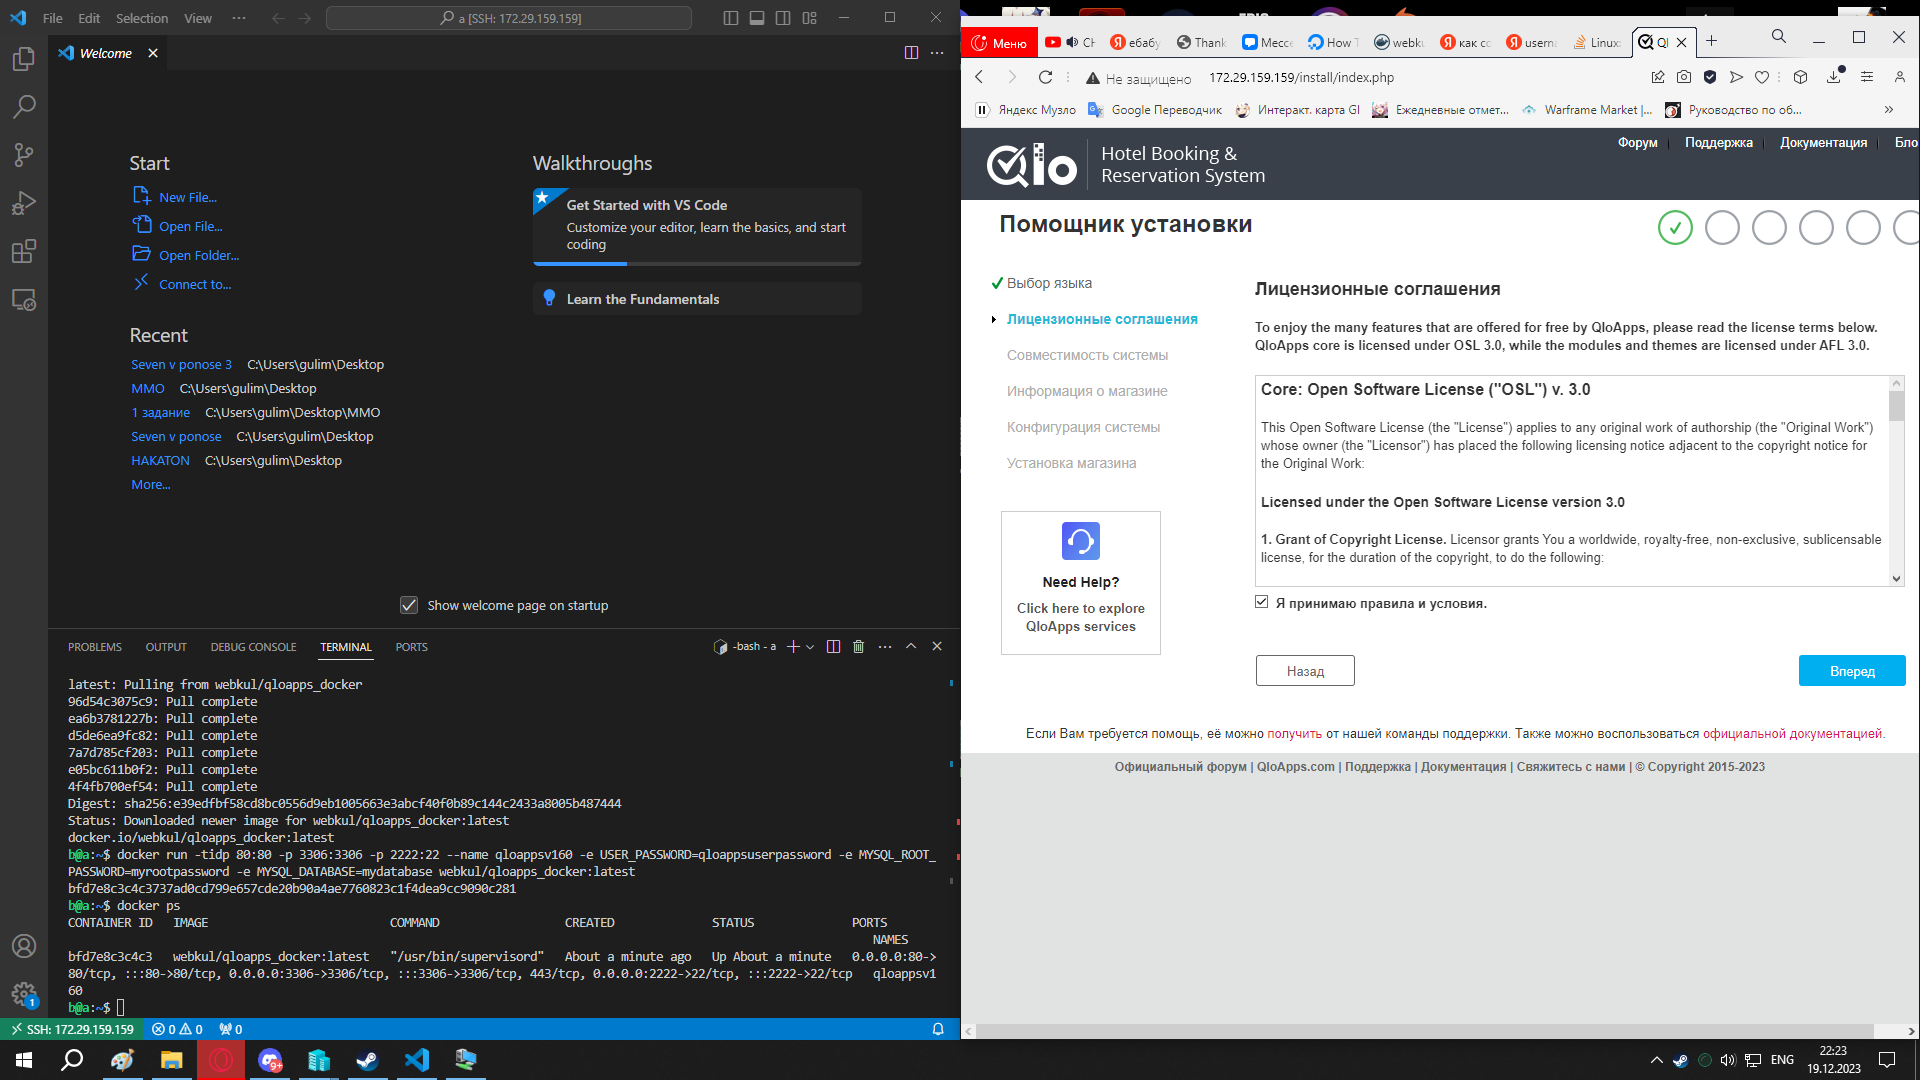 File Edit Selection View ··· a [SSH: 172.29.159.159]
Welcome
Start
New File...
Open File...
Open Folder...
Connect to...
Recent
Seven v ponose 3 C:\Users\gulim\Desktop
MMO C:\Users\gulim\Desktop
1 задание C:\Users\gulim\Desktop\MMO
Seven v ponose C:\Users\gulim\Desktop
HAKATON C:\Users\gulim\Desktop
More...
Walkthroughs
Get Started with VS Code
Customize your editor, learn the basics, and start
coding
Learn the Fundamentals
Show welcome page on startup
PROBLEMS OUTPUT DEBUG CONSOLE TERMINAL PORTS -bash - a
latest: Pulling from webkul/qloapps_docker
96d54c3075c9: Pull complete
ea6b3781227b: Pull complete
d5de6ea9fc82: Pull complete
7a7d785cf203: Pull complete
e05bc611b0f2: Pull complete
4f4fb700ef54: Pull complete
Digest: sha256:e39edfbf58cd8bc0556d9eb1005663e3abcf40f0b89c144c2433a8005b487444
Status: Downloaded newer image for webkul/qloapps_docker:latest
docker.io/webkul/qloapps_docker:latest
b@a:~$ docker run -tidp 80:80 -p 3306:3306 -p 2222:22 --name qloappsv160 -e USER_PASSWORD=qloappsuserpassword -e MYSQL_ROOT_
PASSWORD=myrootpassword -e MYSQL_DATABASE=mydatabase webkul/qloapps_docker:latest
bfd7e8c3c4c3737ad0cd799e657cde20b90a4ae7760823c1f4dea9cc9090c281
b@a:~$ docker ps
CONTAINER ID IMAGE COMMAND CREATED STATUS PORTS
NAMES
bfd7e8c3c4c3 webkul/qloapps_docker:latest "/usr/bin/supervisord" About a minute ago Up About a minute 0.0.0.0:80->
80/tcp, :::80->80/tcp, 0.0.0.0:3306->3306/tcp, :::3306->3306/tcp, 443/tcp, 0.0.0.0:2222->22/tcp, :::2222->22/tcp qloappsv1
60
b@a:~$
SSH: 172.29.159.159 0 0 0
Меню СН ебабу Thank Мессе How T webku как сс userna Linux: Ql
Не защищено 172.29.159.159/install/index.php
Яндекс Музло Google Переводчик Интеракт. карта GI Ежедневные отмет... Warframe Market |... Руководство по об... »
Qlo Hotel Booking &
Reservation System
Форум Поддержка Документация Бло
Помощник установки
Выбор языка
Лицензионные соглашения
Совместимость системы
Информация о магазине
Конфигурация системы
Установка магазина
Need Help?
Click here to explore
QloApps services
Лицензионные соглашения
To enjoy the many features that are offered for free by QloApps, please read the license terms below.
QloApps core is licensed under OSL 3.0, while the modules and themes are licensed under AFL 3.0.
Core: Open Software License ("OSL") v. 3.0
This Open Software License (the "License") applies to any original work of authorship (the "Original Work")
whose owner (the "Licensor") has placed the following licensing notice adjacent to the copyright notice for
the Original Work:
Licensed under the Open Software License version 3.0
1. Grant of Copyright License. Licensor grants You a worldwide, royalty-free, non-exclusive, sublicensable
license, for the duration of the copyright, to do the following:
Я принимаю правила и условия.
Назад Вперед
Если Вам требуется помощь, её можно получить от нашей команды поддержки. Также можно воспользоваться официальной документацией.
Официальный форум | QloApps.com | Поддержка | Документация | Свяжитесь с нами | © Copyright 2015-2023
1
9+
ENG 22:23
19.12.2023